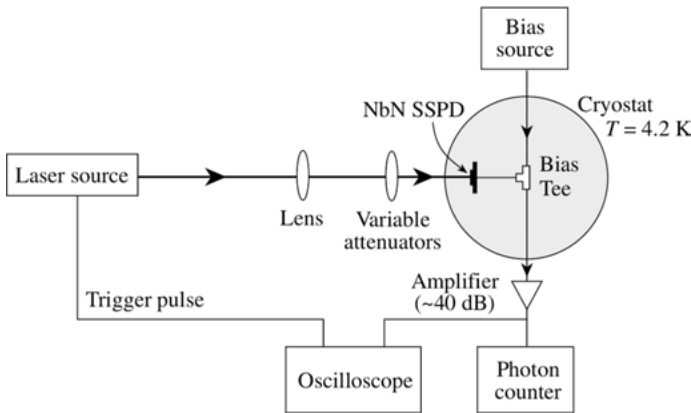 Bias
source
Cryostat
T = 4.2 K
NbN SSPD
Laser source
Bias
Tee
Lens
Variable
attenuators
Amplifier
(~40 dB)
Trigger pulse
Oscilloscope
Photon
counter